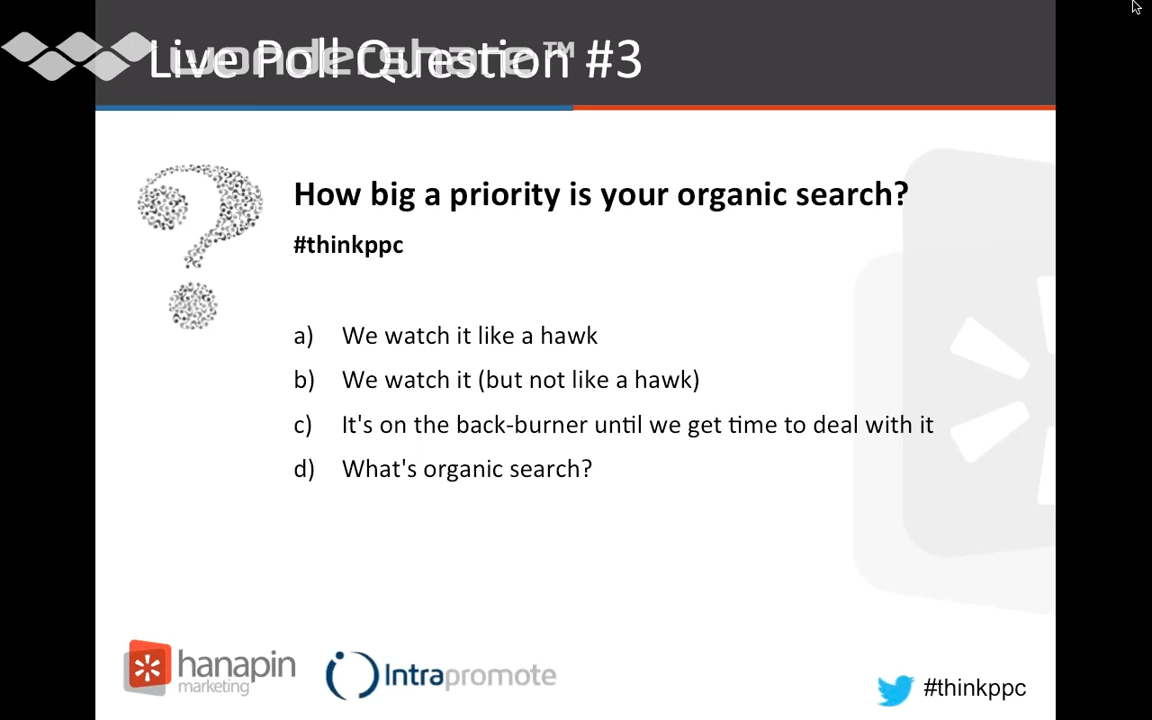 Live Poll Question #3
wondershare™
How big a priority is your organic search?
#thinkppc
a) We watch it like a hawk
b) We watch it (but not like a hawk)
c) It's on the back-burner until we get time to deal with it
d) What's organic search?
hanapin
marketing
Intrapromote
#thinkppc